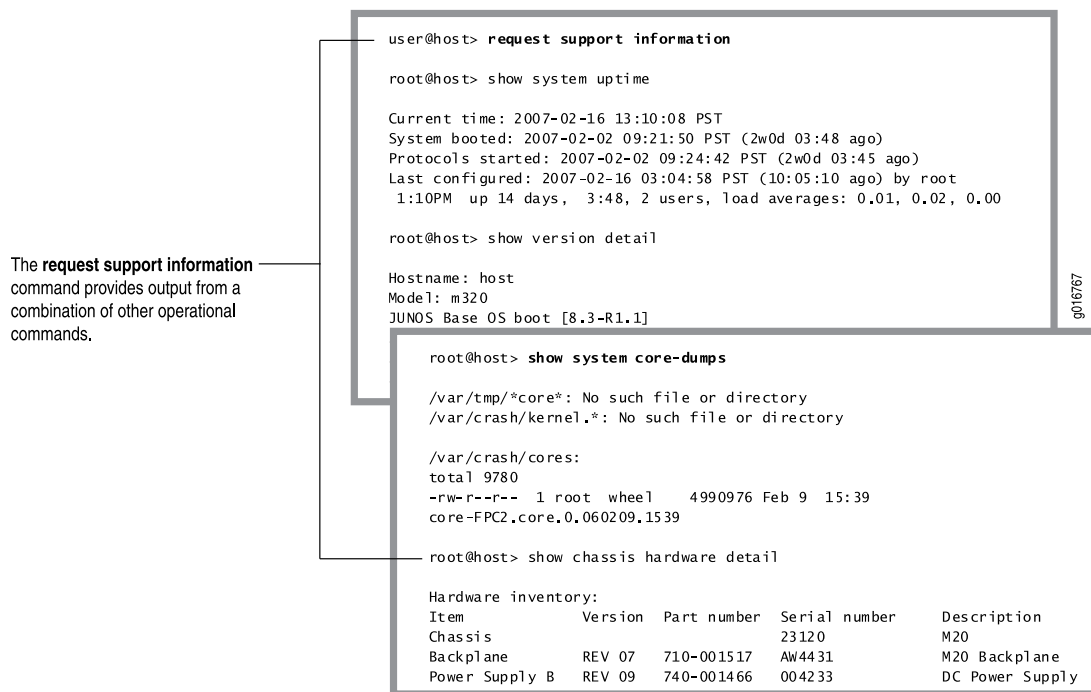 user@host> request support information
root@host> show system uptime
Current time: 2007-02-16 13:10:08 PST
System booted: 2007-02-02 09:21:50 PST (2w0d 03:48 ago)
Protocols started: 2007-02-02 09:24:42 PST (2w0d 03:45 ago)
Last configured: 2007-02-16 03:04:58 PST (10:05:10 ago) by root
1:10PM up 14 days, 3:48, 2 users, load averages: 0.01, 0.02, 0.00
root@host> show version detail
Hostname: host
Model: m320
JUNOS Base OS boot [8.3-R1.1]
The request support information
command provides output from a
combination of other operational
commands.
g016767
root@host> show system core-dumps
/var/tmp/*core*: No such file or directory
/var/crash/kernel.*: No such file or directory
/var/crash/cores:
total 9780
-rw-r--r-- 1 root wheel 4990976 Feb 9 15:39
core-FPC2.core.0.060209.1539
root@host> show chassis hardware detail
Hardware inventory:
Item Version Part number Serial number Description
Chassis 23120 M20
Backplane REV 07 710-001517 AW4431 M20 Backplane
Power Supply B REV 09 740-001466 004233 DC Power Supply